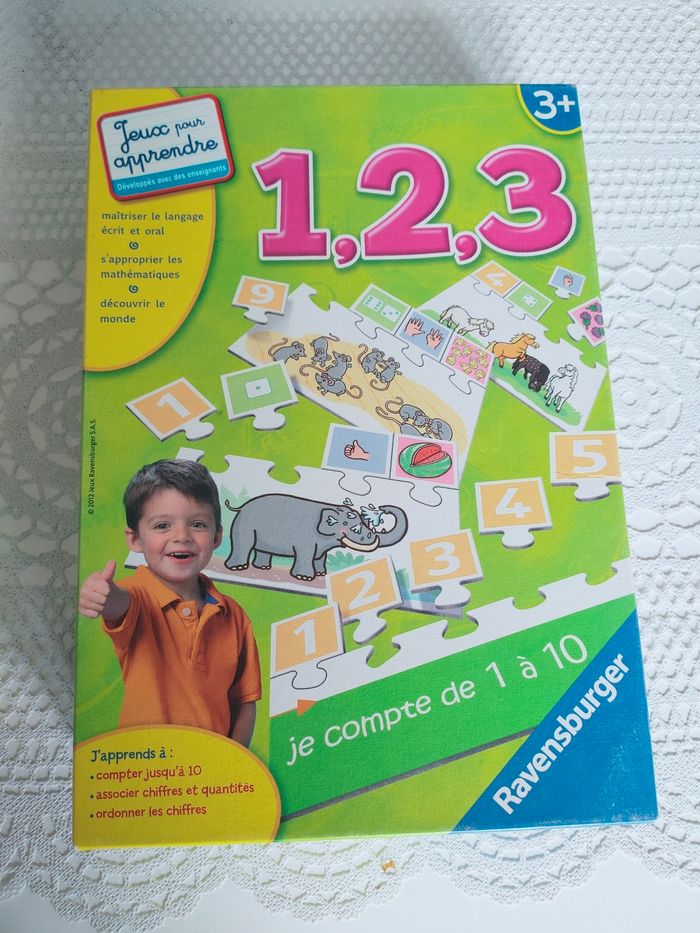 Jeux pour
apprendre
Développés avec des enseignants
3+
1,2,3
maîtriser le langage
écrit et oral
s'approprier les
mathématiques
découvrir le
monde
9
4
1
5
4
3
2
1
je compte de 1 à 10
© 2012 Jeux Ravensburger S.A.S.
J'apprends à :
• compter jusqu'à 10
• associer chiffres et quantités
• ordonner les chiffres
Ravensburger